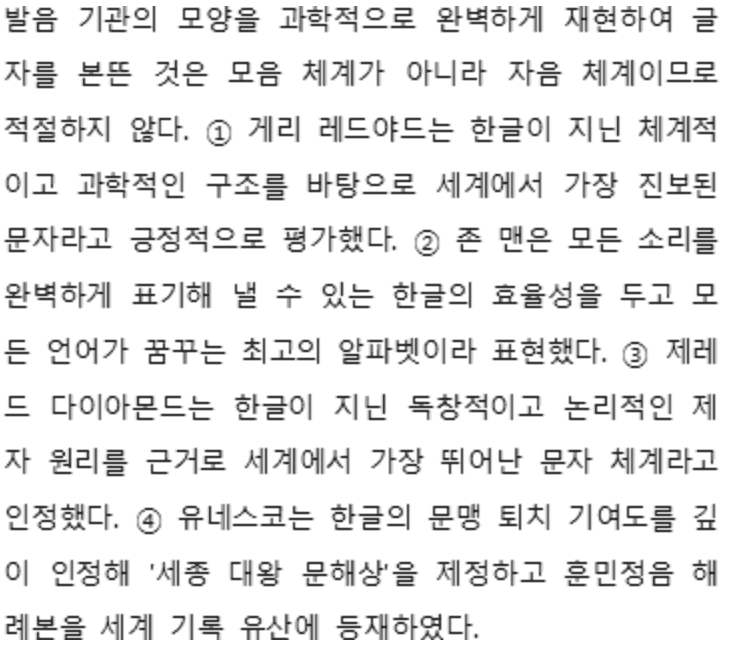 발음 기관의 모양을 과학적으로 완벽하게 재현하여 글
자를 본뜬 것은 모음 체계가 아니라 자음 체계이므로
적절하지 않다. ① 게리 레드야드는 한글이 지닌 체계적
이고 과학적인 구조를 바탕으로 세계에서 가장 진보된
문자라고 긍정적으로 평가했다. ② 존 맨은 모든 소리를
완벽하게 표기해 낼 수 있는 한글의 효율성을 두고 모
든 언어가 꿈꾸는 최고의 알파벳이라 표현했다. ③ 제레
드 다이아몬드는 한글이 지닌 독창적이고 논리적인 제
자 원리를 근거로 세계에서 가장 뛰어난 문자 체계라고
인정했다. ④ 유네스코는 한글의 문맹 퇴치 기여도를 깊
이 인정해 '세종 대왕 문해상'을 제정하고 훈민정음 해
례본을 세계 기록 유산에 등재하였다.